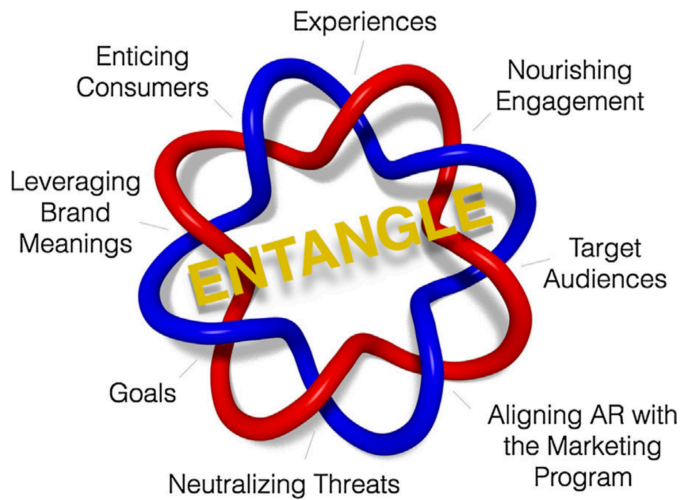 Experiences
Enticing
Consumers
Nourishing
Engagement
Leveraging
Brand
Meanings
ENTANGLE
Target
Audiences
Goals
Aligning AR with
the Marketing
Program
Neutralizing Threats